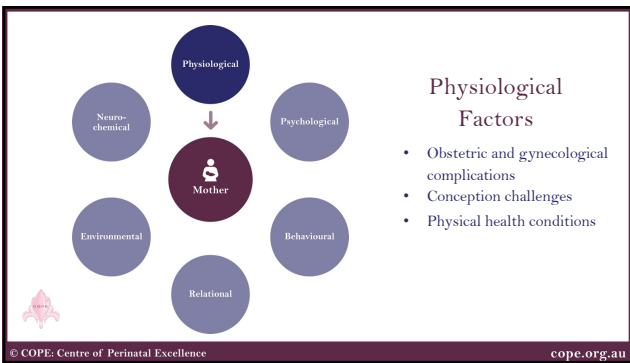 Physiological
Neuro-
chemical
Psychological
Mother
Environmental
Behavioural
Relational
Physiological
Factors
• Obstetric and gynecological
complications
• Conception challenges
• Physical health conditions
COPE
© COPE: Centre of Perinatal Excellence
cope.org.au